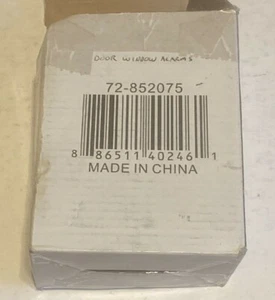 DOOR WINDOW ALARMS
72-852075
8 86511 40246 1
MADE IN CHINA